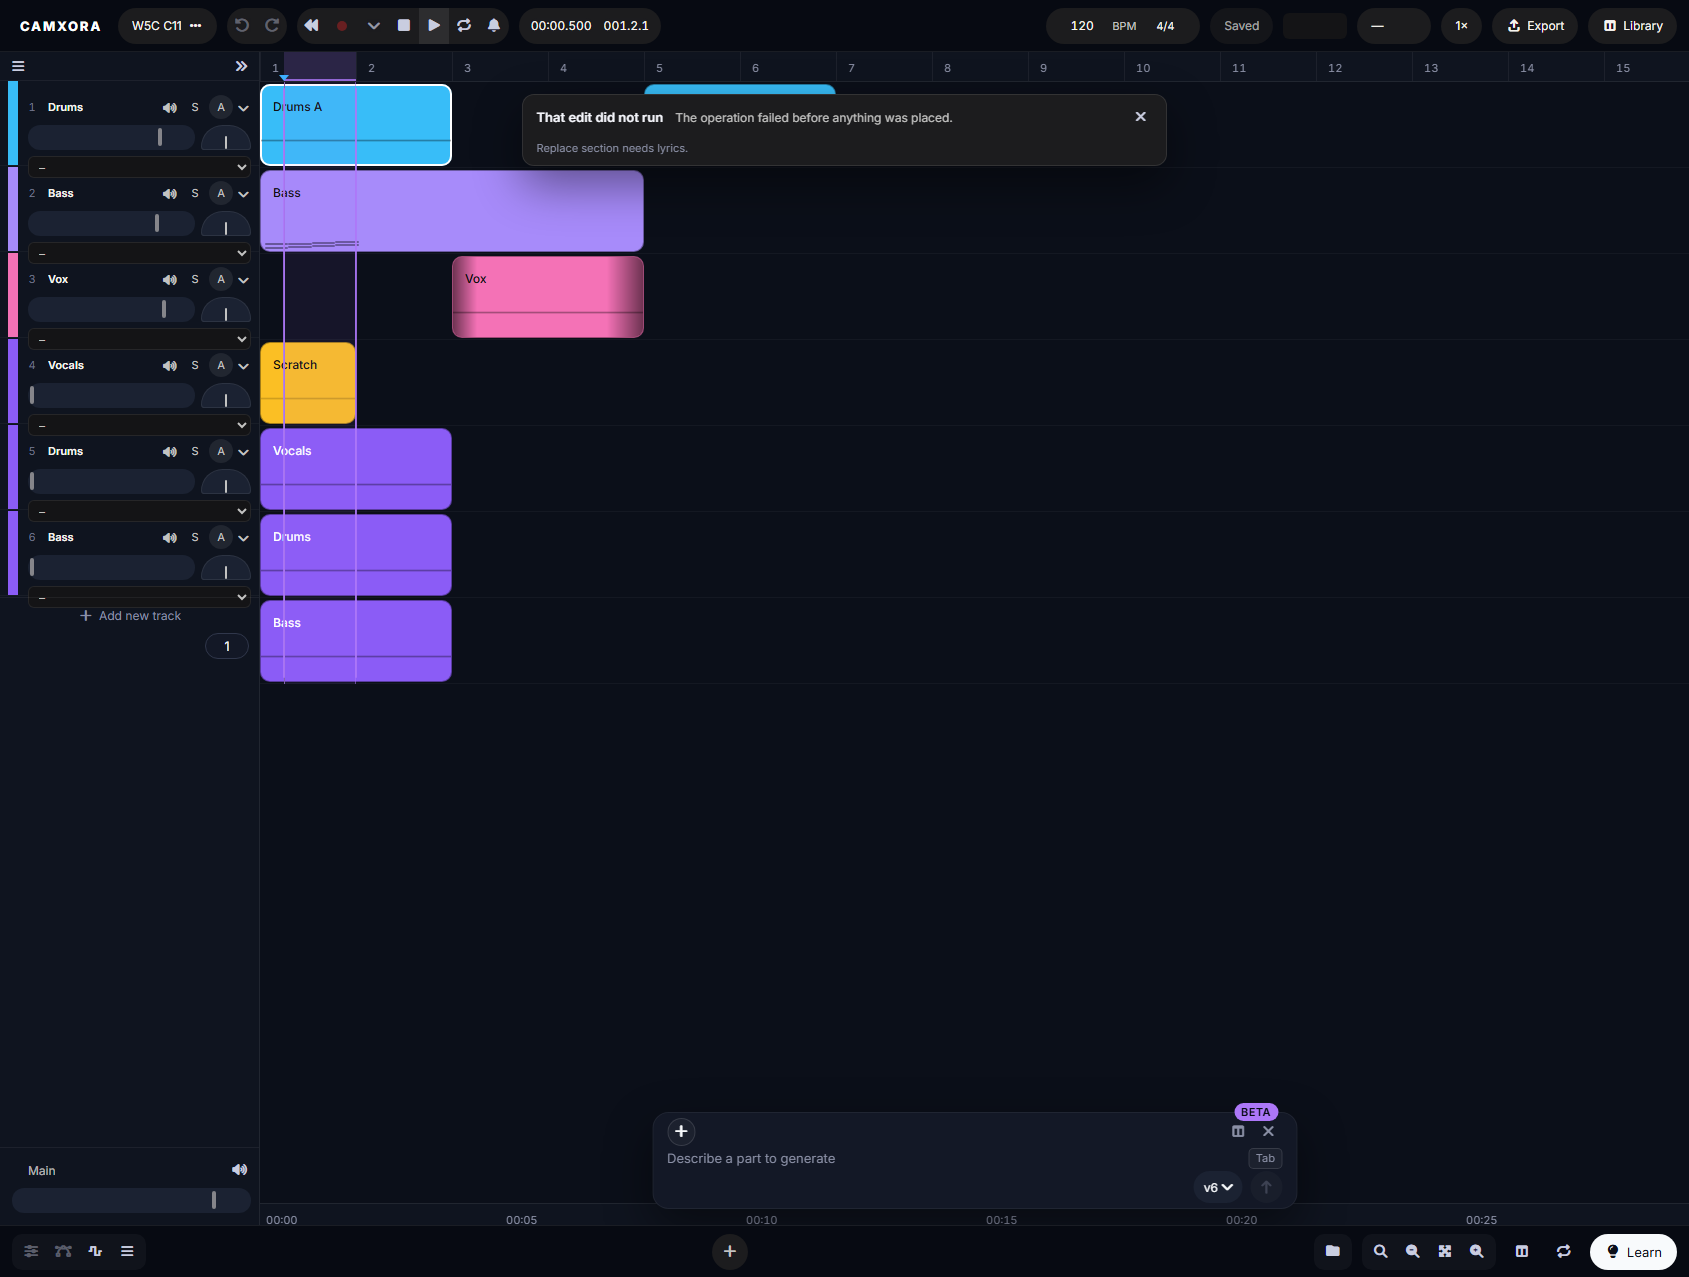 CAMXORA
W5C C11 •••
00:00.500 001.2.1
120 BPM 4/4
Saved
—
1×
Export
Library
1 2 3 4 5 6 7 8 9 10 11 12 13 14 15
1 Drums S A
–
2 Bass S A
–
3 Vox S A
–
4 Vocals S A
–
5 Drums S A
–
6 Bass S A
–
Add new track
1
Drums A
Bass
Vox
Scratch
Vocals
Drums
Bass
That edit did not run The operation failed before anything was placed.
Replace section needs lyrics.
BETA
Describe a part to generate
Tab
v6
Main
00:00 00:05 00:10 00:15 00:20 00:25
Learn